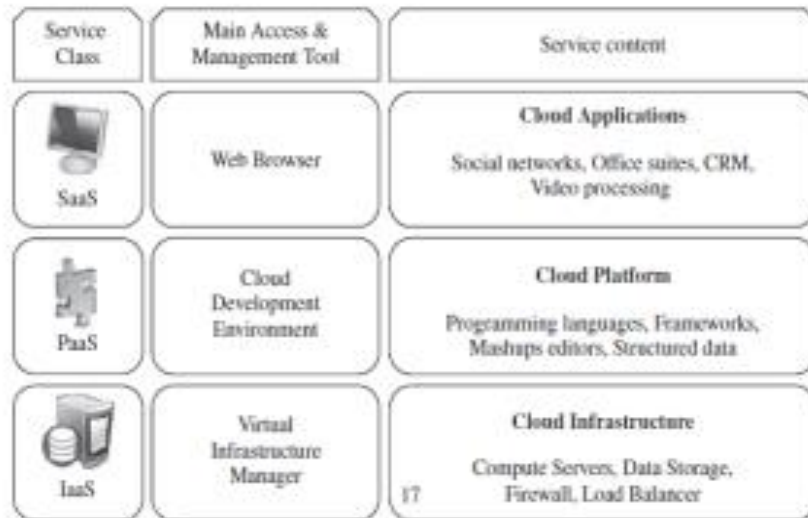 Service
Class
Main Access &
Management Tool
Service content
SaaS
Web Browser
Cloud Applications
Social networks, Office suites, CRM,
Video processing
PaaS
Cloud
Development
Environment
Cloud Platform
Programming languages, Frameworks,
Mashups editors, Structured data
IaaS
Virtual
Infrastructure
Manager
Cloud Infrastructure
Compute Servers, Data Storage,
Firewall, Load Balancer
17